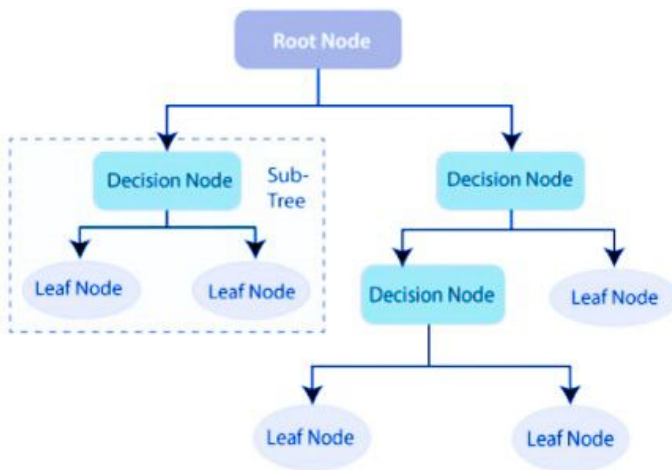 Root Node
Decision Node
Sub-
Tree
Decision Node
Leaf Node
Leaf Node
Decision Node
Leaf Node
Leaf Node
Leaf Node